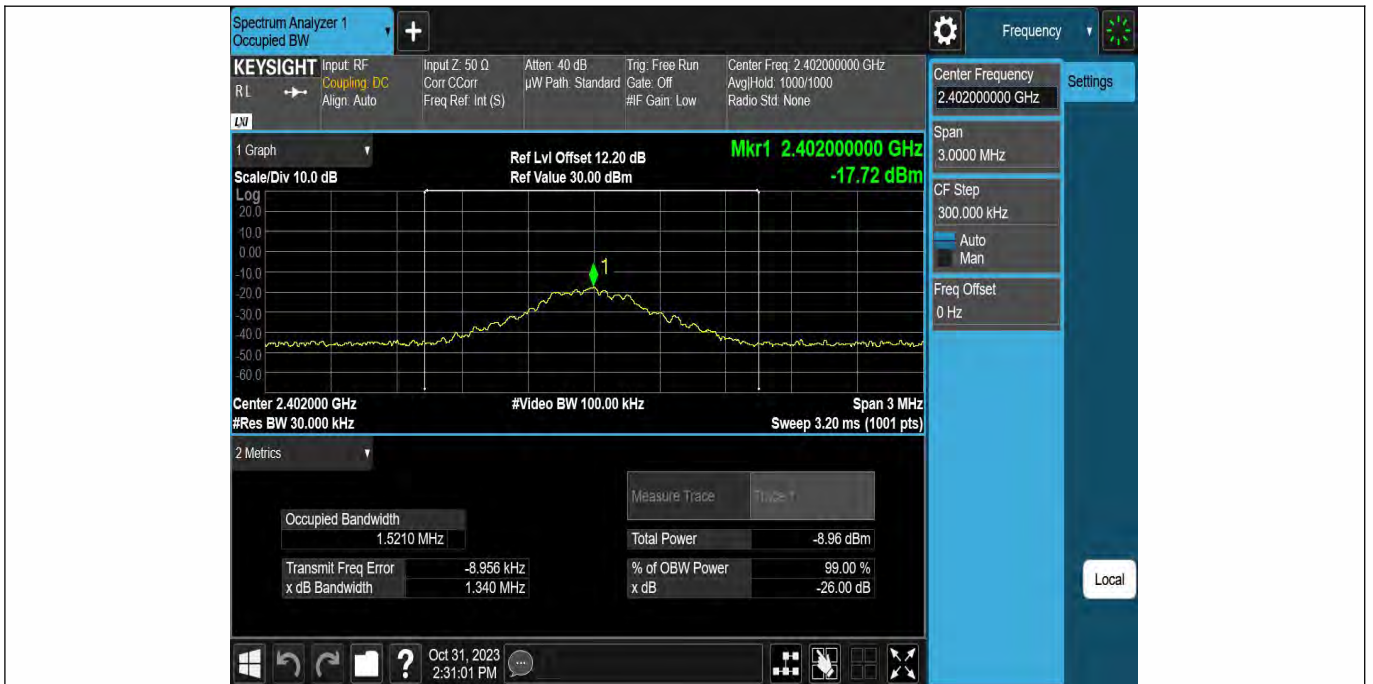 Spectrum Analyzer 1
Occupied BW
+
Frequency
KEYSIGHT
RL
LXI
Input: RF
Coupling: DC
Align: Auto
Input Z: 50 Ω
Corr CCorr
Freq Ref: Int (S)
Atten: 40 dB
µW Path: Standard
Trig: Free Run
Gate: Off
#IF Gain: Low
Center Freq: 2.402000000 GHz
Avg|Hold: 1000/1000
Radio Std: None
Center Frequency
2.402000000 GHz
Settings
Span
3.0000 MHz
CF Step
300.000 kHz
Auto
Man
Freq Offset
0 Hz
Local
1 Graph
Scale/Div 10.0 dB
Ref Lvl Offset 12.20 dB
Ref Value 30.00 dBm
Mkr1 2.402000000 GHz
-17.72 dBm
Log
20.0
10.0
0.00
-10.0
-20.0
-30.0
-40.0
-50.0
-60.0
1
Center 2.402000 GHz
#Video BW 100.00 kHz
Span 3 MHz
#Res BW 30.000 kHz
Sweep 3.20 ms (1001 pts)
2 Metrics
Measure Trace Trace 1
Occupied Bandwidth
1.5210 MHz
Total Power -8.96 dBm
Transmit Freq Error -8.956 kHz
% of OBW Power 99.00 %
x dB Bandwidth 1.340 MHz
x dB -26.00 dB
?
Oct 31, 2023
2:31:01 PM